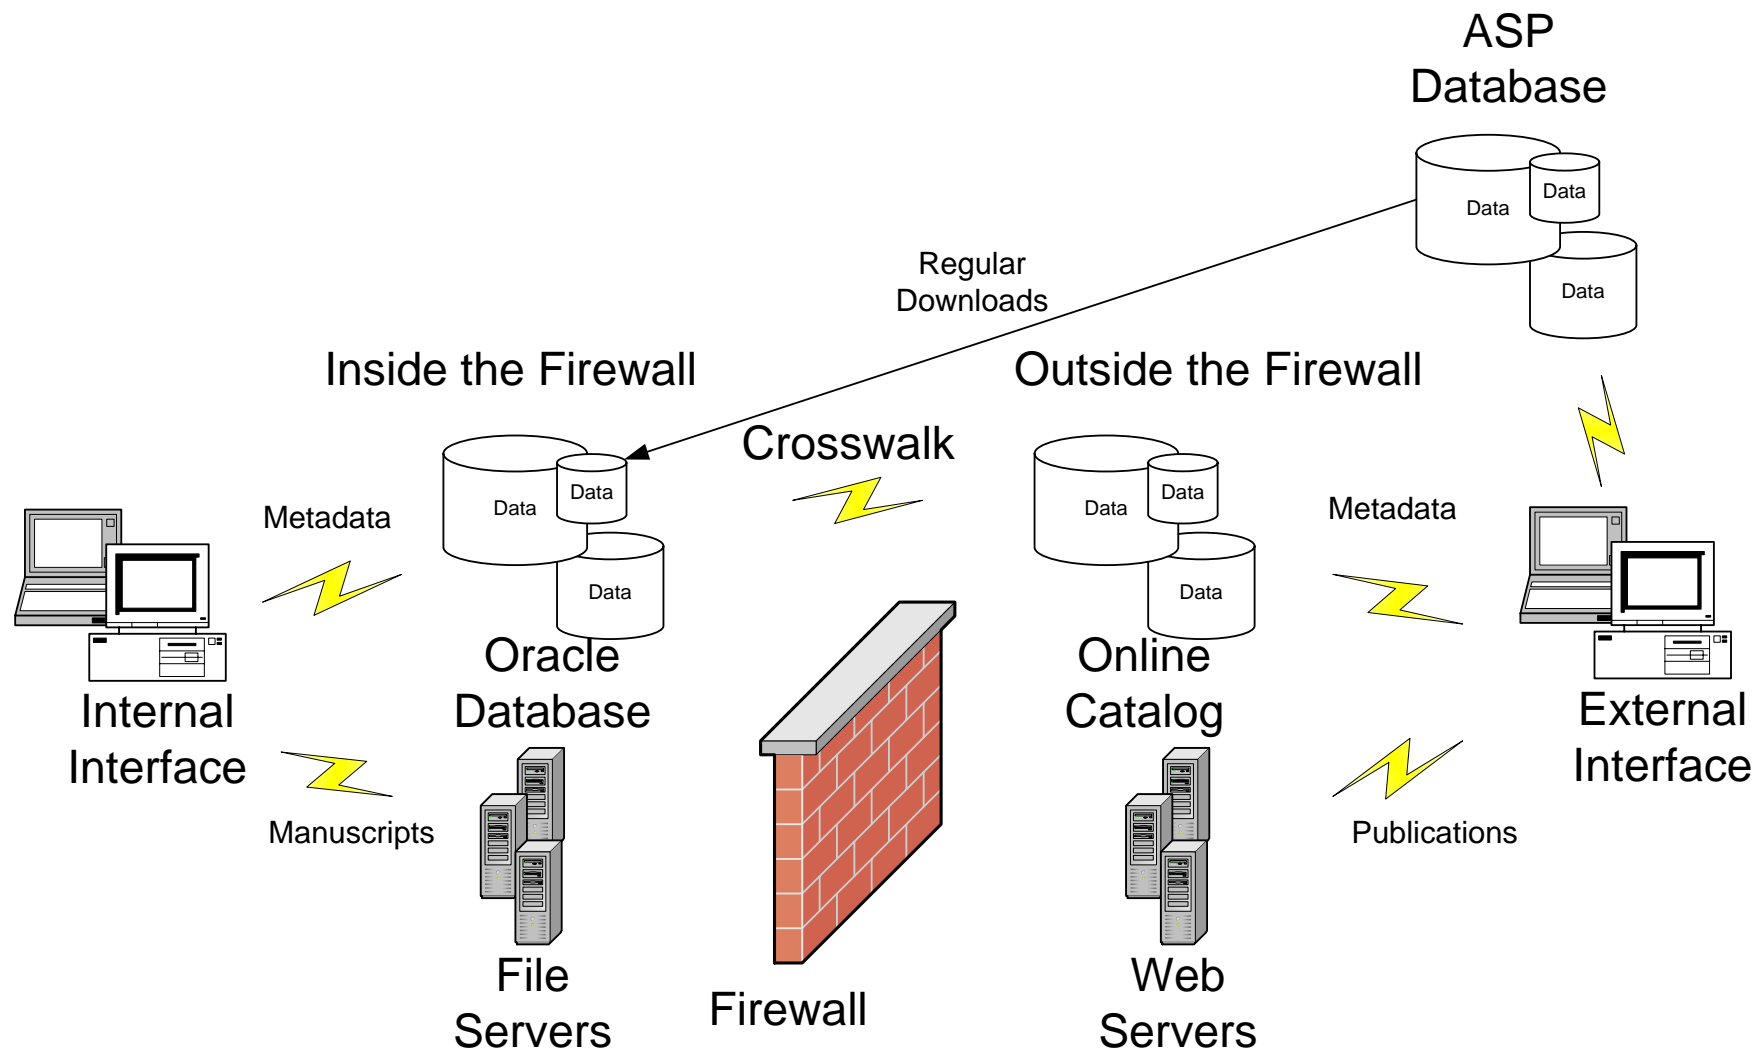 ASP
Database
Data
Data
Data
Regular
Downloads
Inside the Firewall
Outside the Firewall
Crosswalk
Metadata
Data
Data
Data
Data
Data
Data
Metadata
Oracle
Database
Online
Catalog
Internal
Interface
External
Interface
Manuscripts
Publications
File
Servers
Firewall
Web
Servers